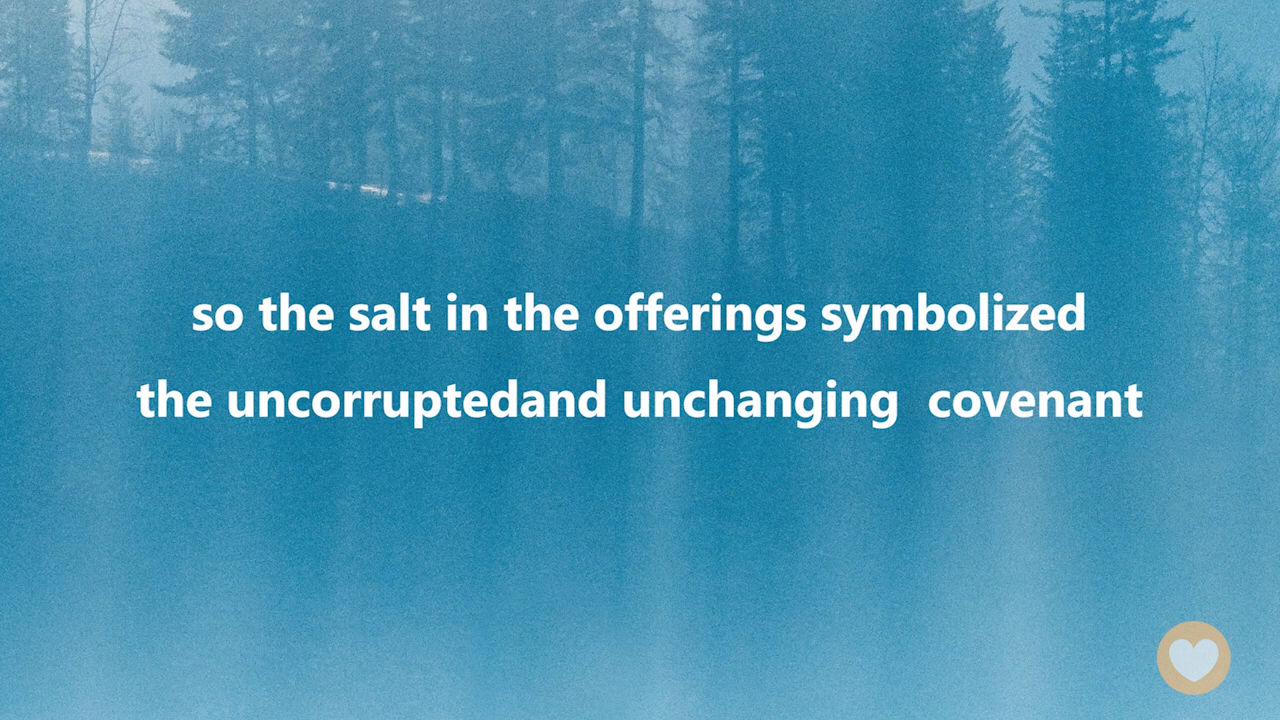 so the salt in the offerings symbolized
the uncorruptedand unchanging  covenant